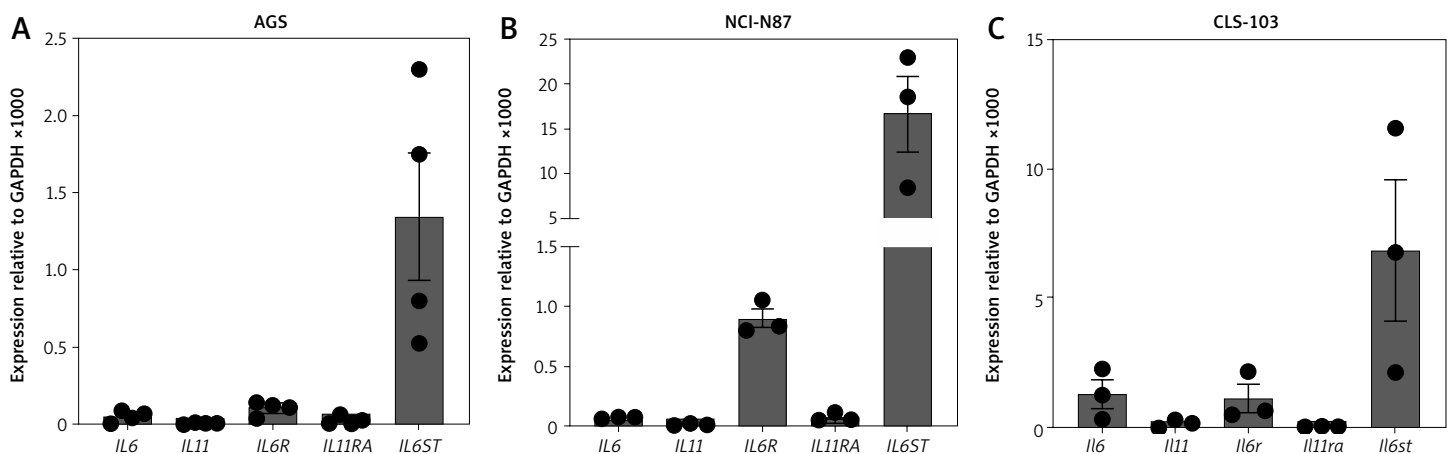 A
AGS
Expression relative to GAPDH ×1000
2.5
2.0
1.5
1.0
0.5
0
IL6 IL11 IL6R IL11RA IL6ST
B
NCI-N87
Expression relative to GAPDH ×1000
25
20
15
10
5
1.5
1.0
0.5
0
IL6 IL11 IL6R IL11RA IL6ST
C
CLS-103
Expression relative to GAPDH ×1000
15
10
5
0
Il6 Il11 Il6r Il11ra Il6st